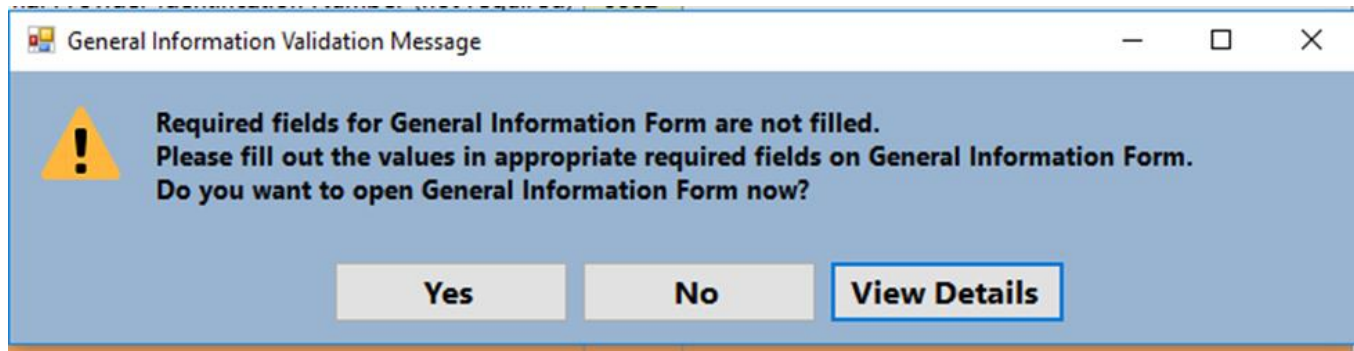 General Information Validation Message
Required fields for General Information Form are not filled.
Please fill out the values in appropriate required fields on General Information Form.
Do you want to open General Information Form now?
Yes No View Details